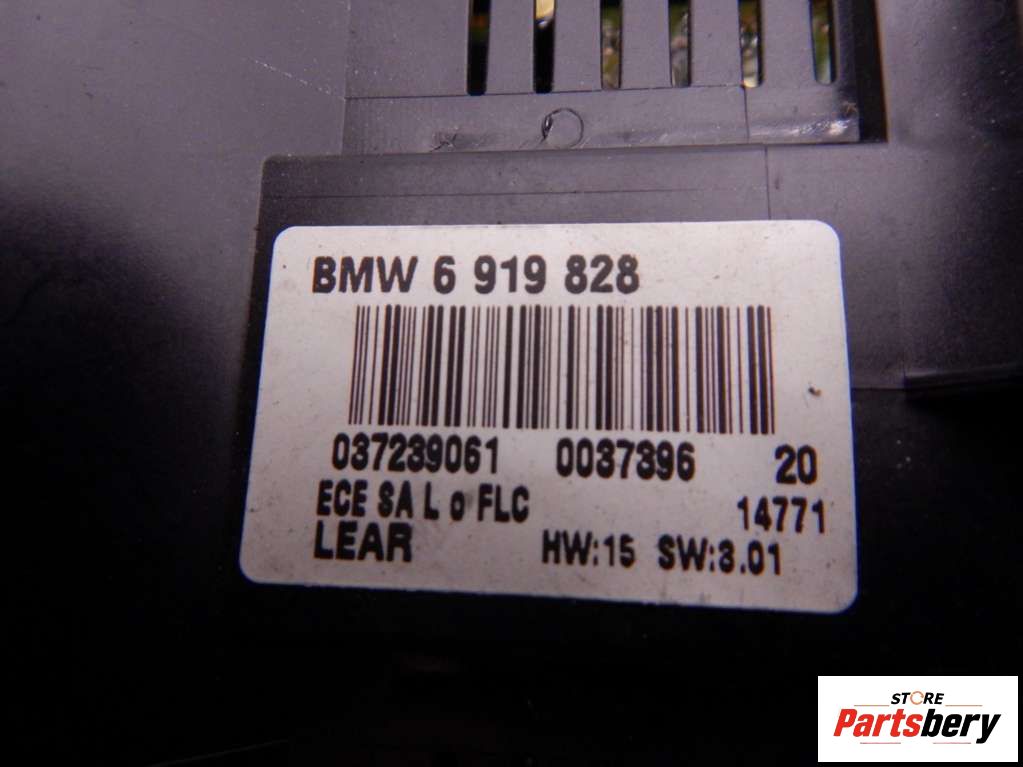 BMW 6 919 828
037239061 0037396 20
ECE SA L o FLC 14771
LEAR HW:15 SW:3.01
STORE
Partsbery